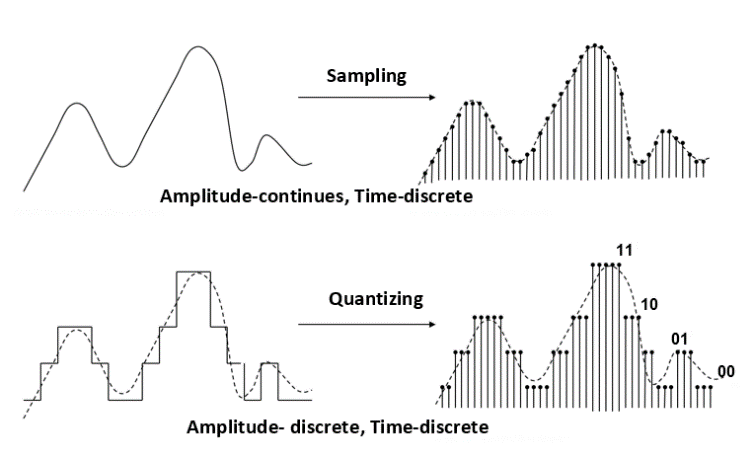 Sampling
Amplitude-continues, Time-discrete
11
Quantizing
10
01
00
Amplitude- discrete, Time-discrete